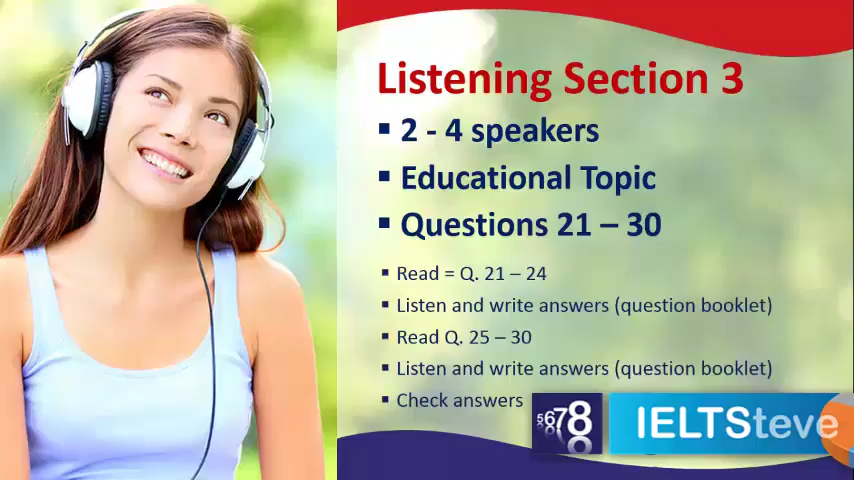 Listening Section 3
▪ 2 - 4 speakers
▪ Educational Topic
▪ Questions 21 – 30
▪ Read = Q. 21 – 24
▪ Listen and write answers (question booklet)
▪ Read Q. 25 – 30
▪ Listen and write answers (question booklet)
▪ Check answers
5678
IELTSteve